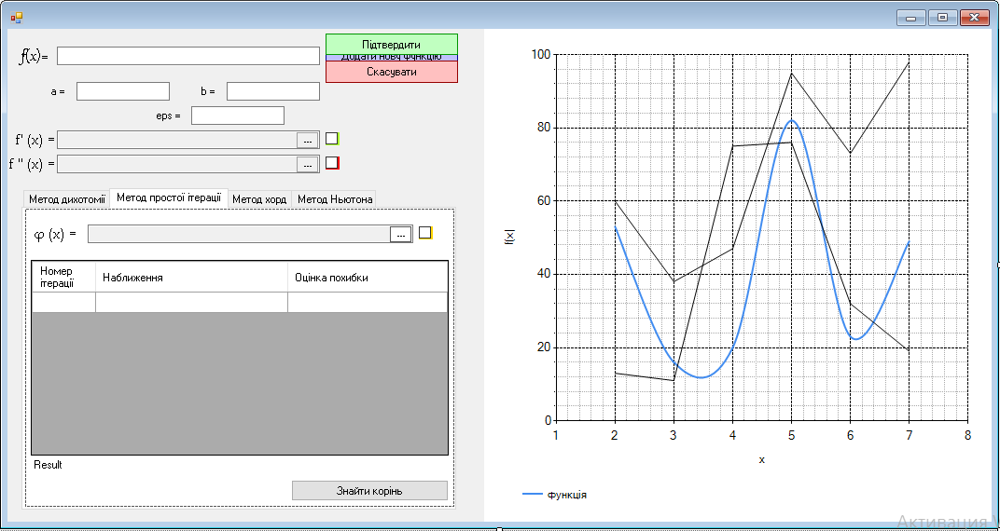 f(x)=
Підтвердити
Додати нову функцію
Скасувати
a =
b =
eps =
f' (x) =
...
f '' (x) =
...
Метод дихотомії
Метод простої ітерації
Метод хорд
Метод Ньютона
φ (x) =
...
Номер ітерації
Наближення
Оцінка похибки
Result
Знайти корінь
100
80
60
40
20
0
f(x)
1 2 3 4 5 6 7 8
x
функція
Активация